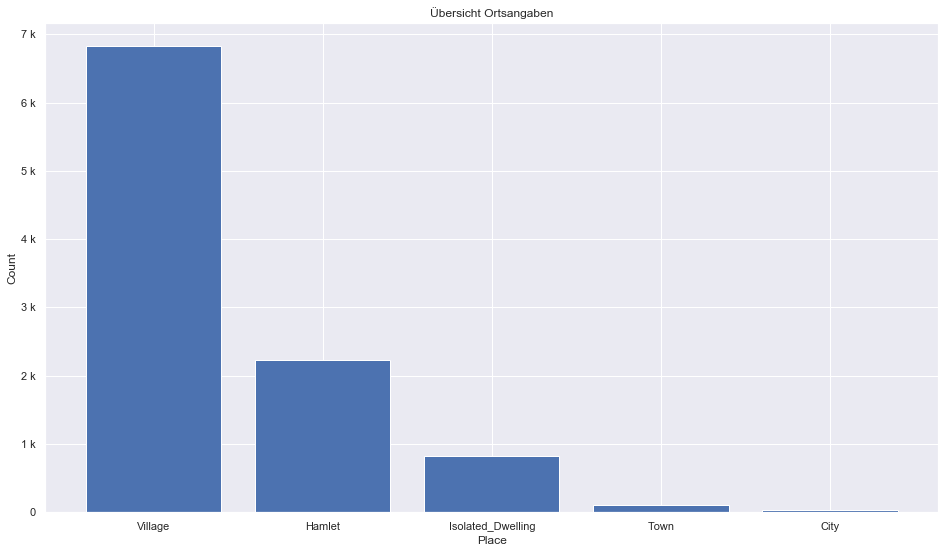 Übersicht Ortsangaben
7 k
6 k
5 k
4 k
3 k
2 k
1 k
0
Count
Village Hamlet Isolated_Dwelling Town City
Place